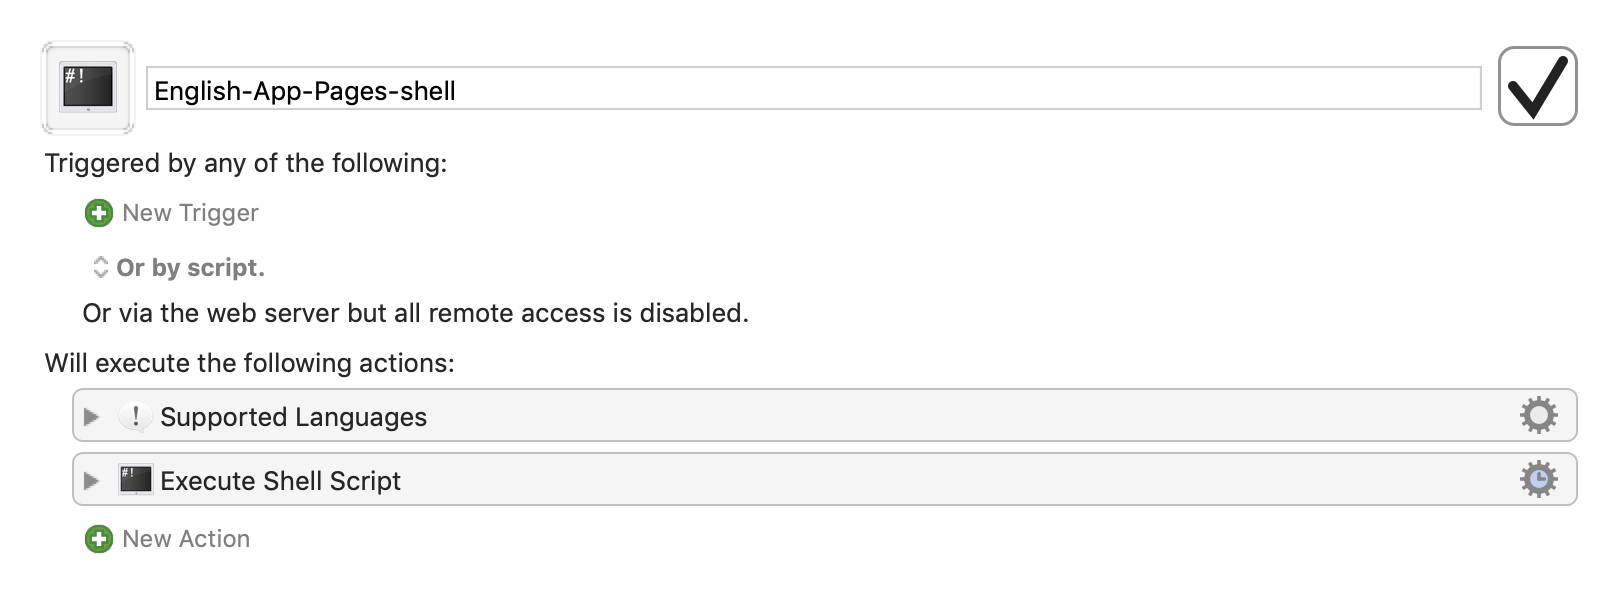 #!
English-App-Pages-shell
Triggered by any of the following:
New Trigger
Or by script.
Or via the web server but all remote access is disabled.
Will execute the following actions:
! Supported Languages
#! Execute Shell Script
New Action